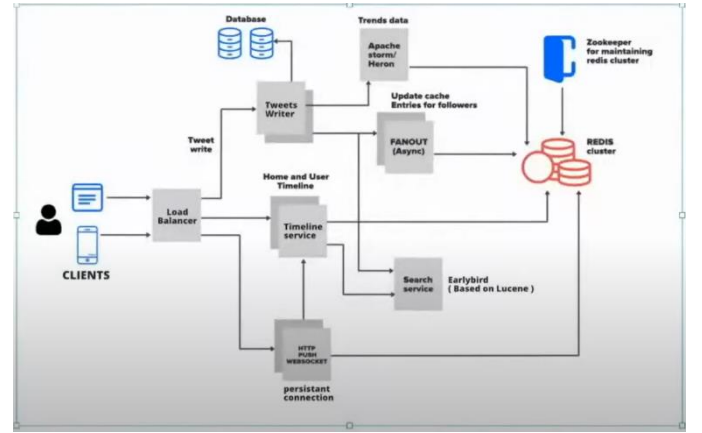 Database
Trends data
Apache
storm/
Heron
Zookeeper
for maintaining
redis cluster
Tweets
Writer
Update cache
Entries for followers
FANOUT
(Async)
REDIS
cluster
Tweet
write
Home and User
Timeline
Load
Balancer
Timeline
service
CLIENTS
Search
service
Earlybird
( Based on Lucene )
HTTP
PUSH
WEBSOCKET
persistant
connection